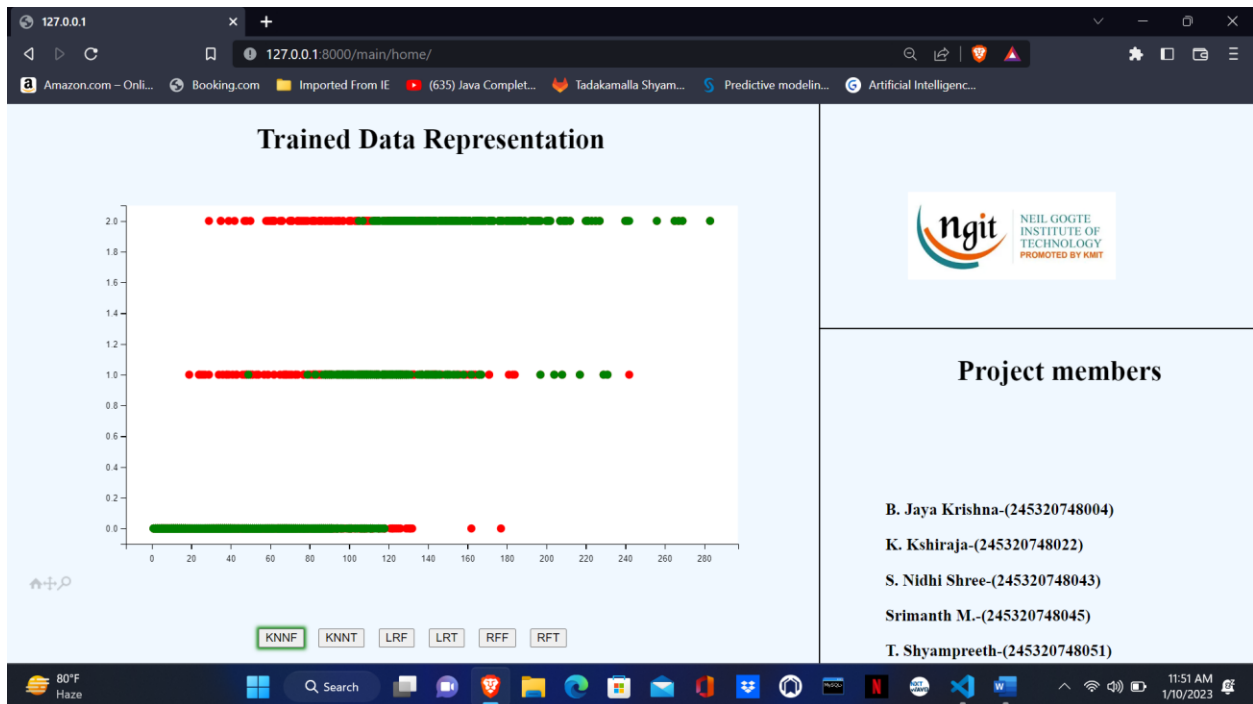 127.0.0.1
127.0.0.1:8000/main/home/
Amazon.com – Onli... Booking.com Imported From IE (635) Java Complet... Tadakamalla Shyam... Predictive modelin... Artificial Intelligenc...
Trained Data Representation
2.0
1.8
1.6
1.4
1.2
1.0
0.8
0.6
0.4
0.2
0.0
0 20 40 60 80 100 120 140 160 180 200 220 240 260 280
KNNF KNNT LRF LRT RFF RFT
ngit
NEIL GOGTE
INSTITUTE OF
TECHNOLOGY
PROMOTED BY KMIT
Project members
B. Jaya Krishna-(245320748004)
K. Kshiraja-(245320748022)
S. Nidhi Shree-(245320748043)
Srimanth M.-(245320748045)
T. Shyampreeth-(245320748051)
80°F
Haze
Search
11:51 AM
1/10/2023